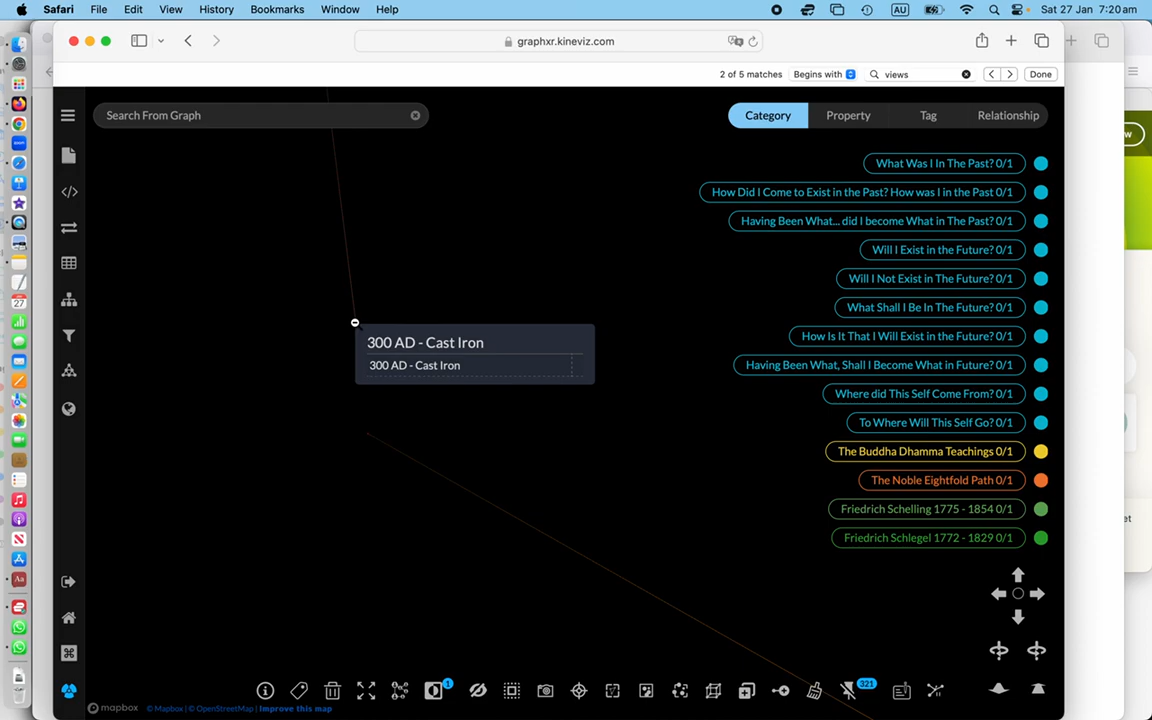 Safari File Edit View History Bookmarks Window Help
AU
Sat 27 Jan 7:20 am
graphxr.kineviz.com
2 of 5 matches Begins with views Done
Search From Graph
Category Property Tag Relationship
What Was I In The Past? 0/1
How Did I Come to Exist in the Past? How was I in the Past 0/1
Having Been What... did I become What in The Past? 0/1
Will I Exist in the Future? 0/1
Will I Not Exist in The Future? 0/1
What Shall I Be In The Future? 0/1
300 AD - Cast Iron
How Is It That I Will Exist in the Future? 0/1
300 AD - Cast Iron
Having Been What, Shall I Become What in Future? 0/1
Where did This Self Come From? 0/1
To Where Will This Self Go? 0/1
The Buddha Dhamma Teachings 0/1
The Noble Eightfold Path 0/1
Friedrich Schelling 1775 - 1854 0/1
Friedrich Schlegel 1772 - 1829 0/1
27
Aa
1
321
mapbox © Mapbox | © OpenStreetMap | Improve this map
w
et